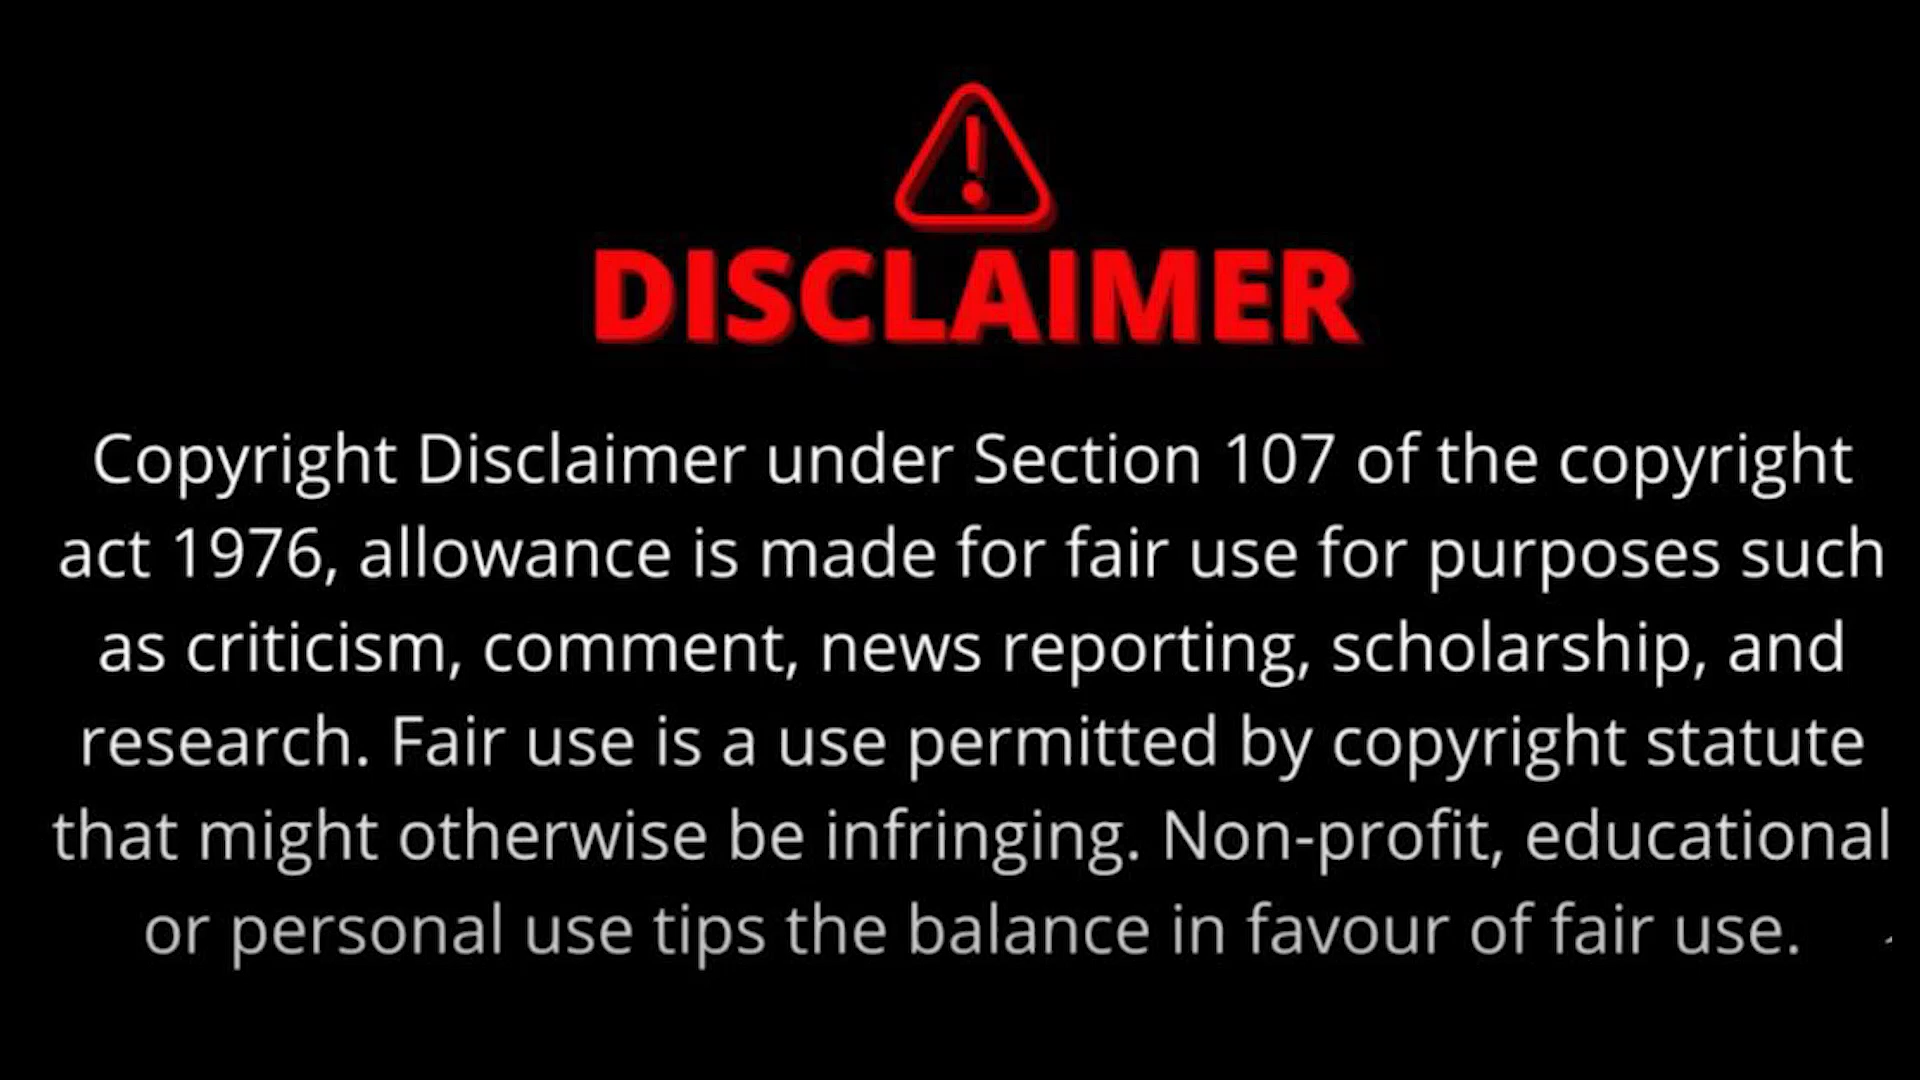 DISCLAIMER
Copyright Disclaimer under Section 107 of the copyright
act 1976, allowance is made for fair use for purposes such
as criticism, comment, news reporting, scholarship, and
research. Fair use is a use permitted by copyright statute
that might otherwise be infringing. Non-profit, educational
or personal use tips the balance in favour of fair use.